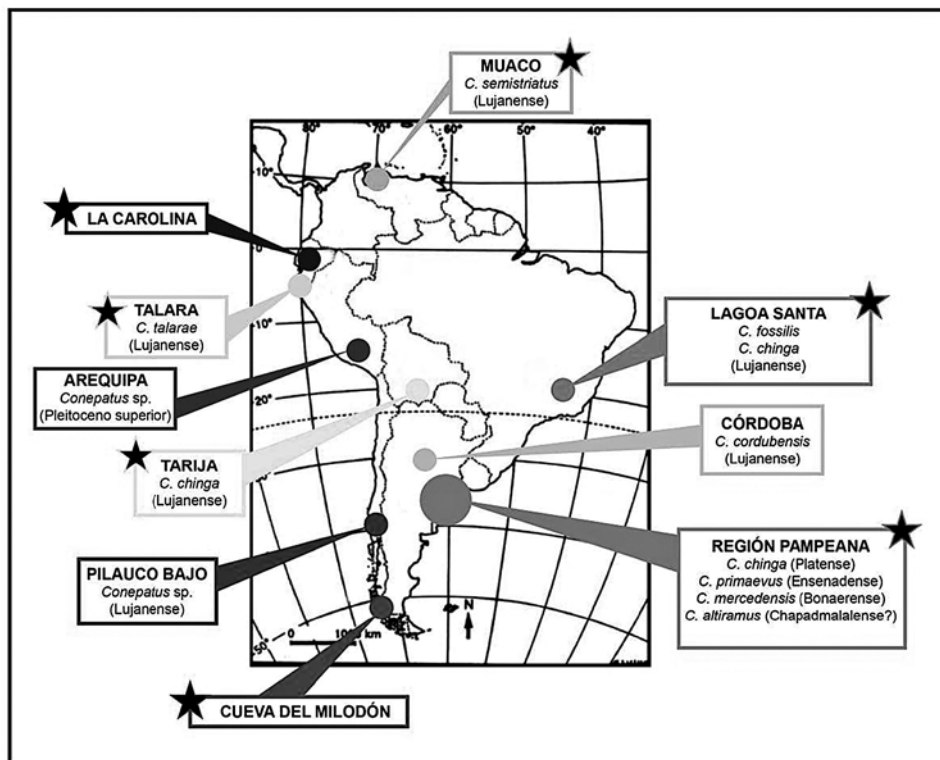 MUACO
C. semistriatus
(Lujanense)
80°
70°
60°
50°
40°
10°
LA CAROLINA
0
TALARA
C. talarae
(Lujanense)
10°
LAGOA SANTA
C. fossilis
C. chinga
(Lujanense)
AREQUIPA
Conepatus sp.
(Pleitoceno superior)
20°
TARIJA
C. chinga
(Lujanense)
CÓRDOBA
C. cordubensis
(Lujanense)
PILAUCO BAJO
Conepatus sp.
(Lujanense)
REGIÓN PAMPEANA
C. chinga (Platense)
C. primaevus (Ensenadense)
C. mercedensis (Bonaerense)
C. altiramus (Chapadmalalense?)
N
0 km
50°
CUEVA DEL MILODÓN